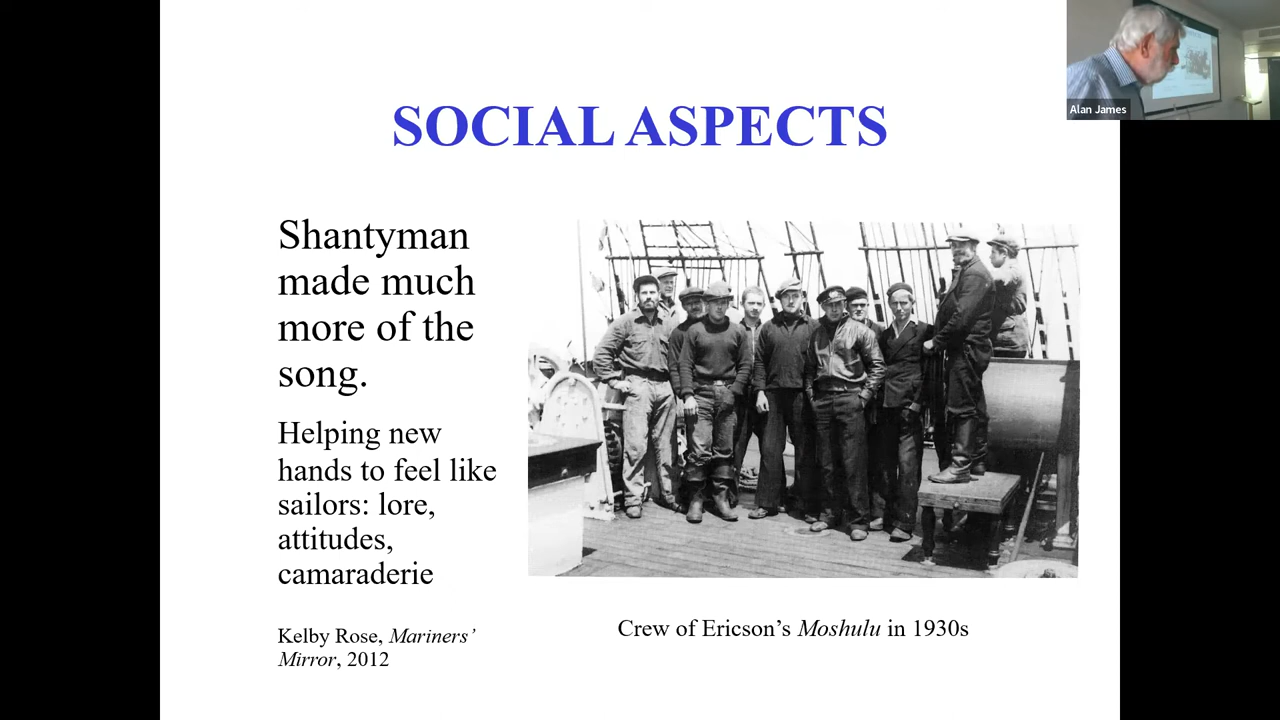 Alan James
SOCIAL ASPECTS
Shantyman
made much
more of the
song.
Helping new
hands to feel like
sailors: lore,
attitudes,
camaraderie
Kelby Rose, Mariners’
Mirror, 2012
Crew of Ericson’s Moshulu in 1930s